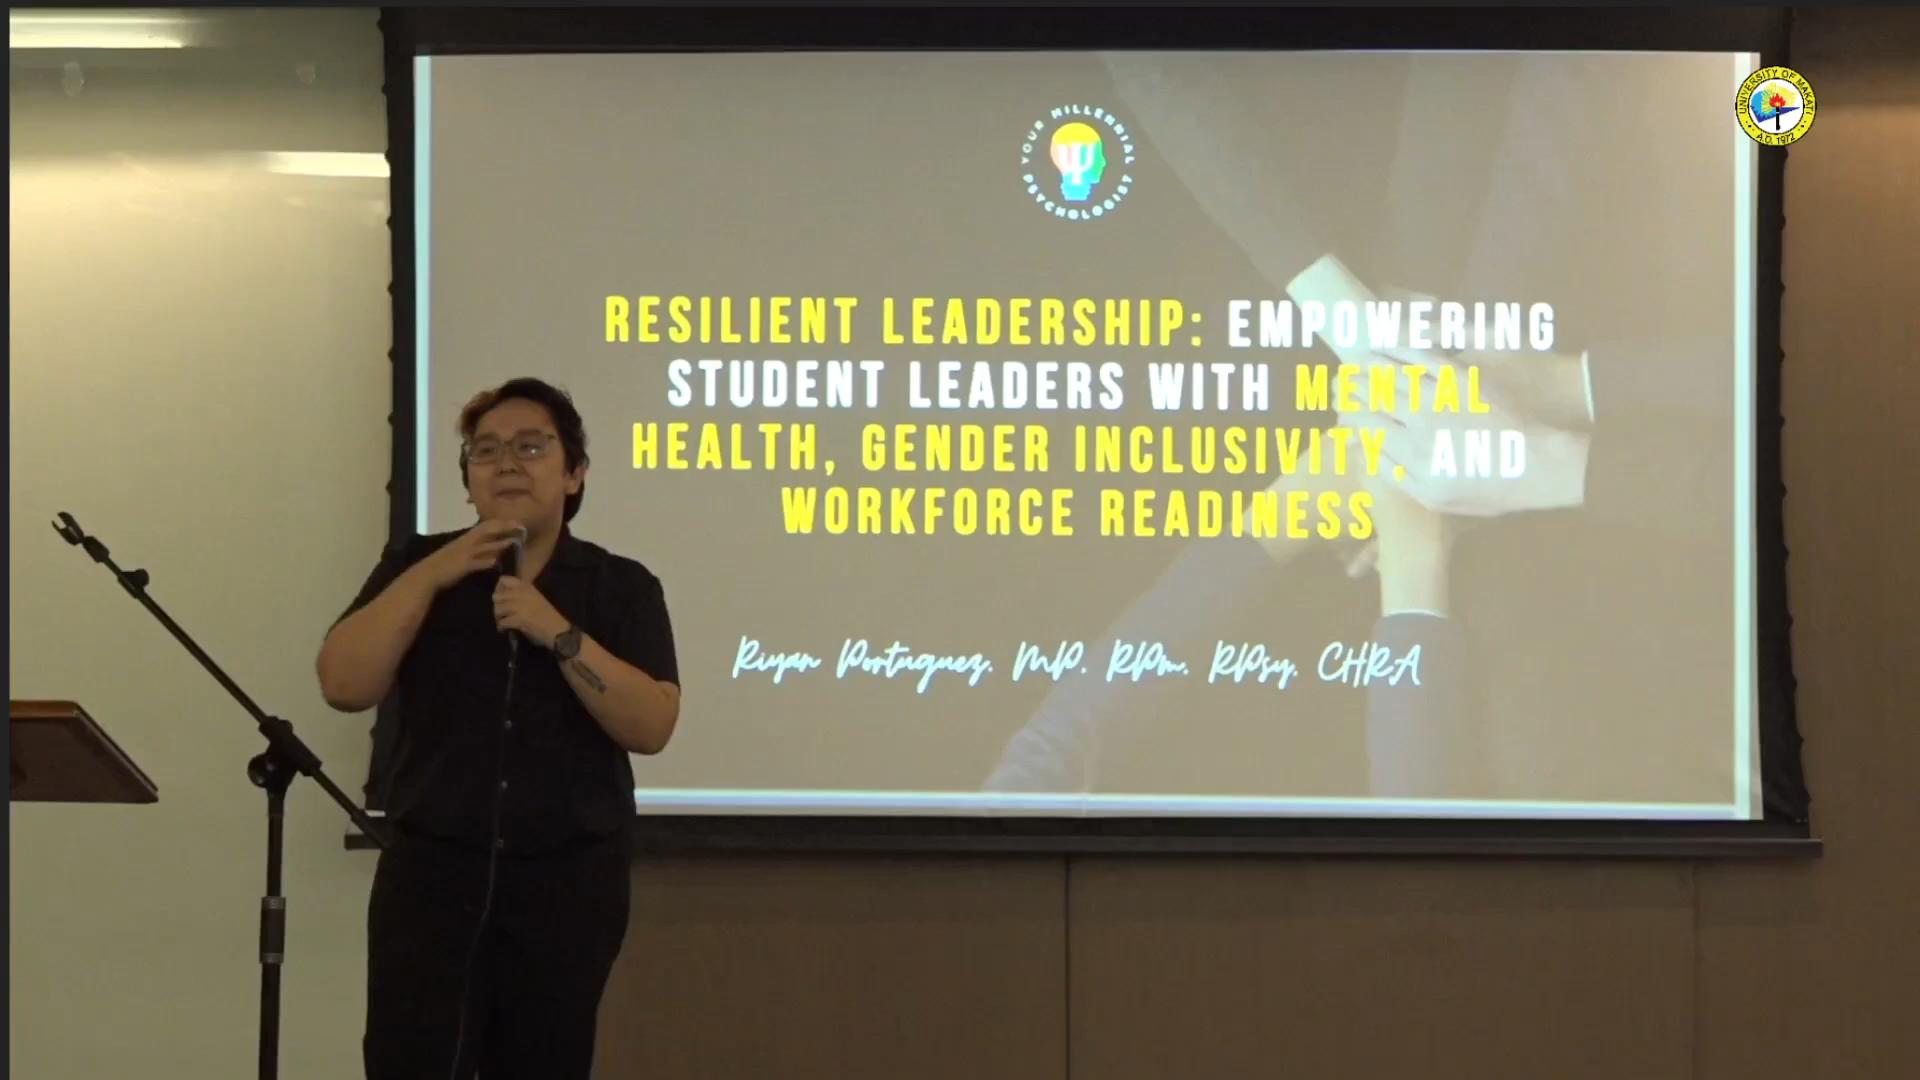 YOUR MILLENNIAL PSYCHOLOGIST
UNIVERSITY OF MAKATI
A.D. 1972
RESILIENT LEADERSHIP: EMPOWERING
STUDENT LEADERS WITH MENTAL
HEALTH, GENDER INCLUSIVITY, AND
WORKFORCE READINESS
Riyan Portuguez, MP, RPm, RPsy, CHRA